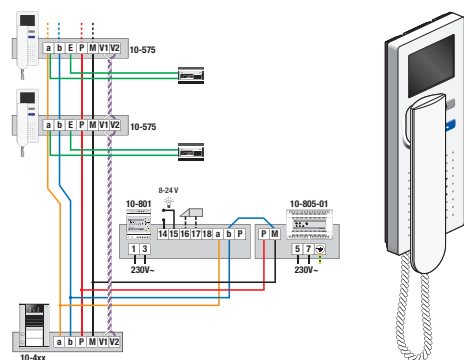 a b E P M V1 V2 10-575
a b E P M V1 V2 10-575
8-24 V
10-801 10-805-01
14 15 16 17 18 a b P P M
1 3 5 7
230V~ 230V~
a b P M V1 V2
10-4xx